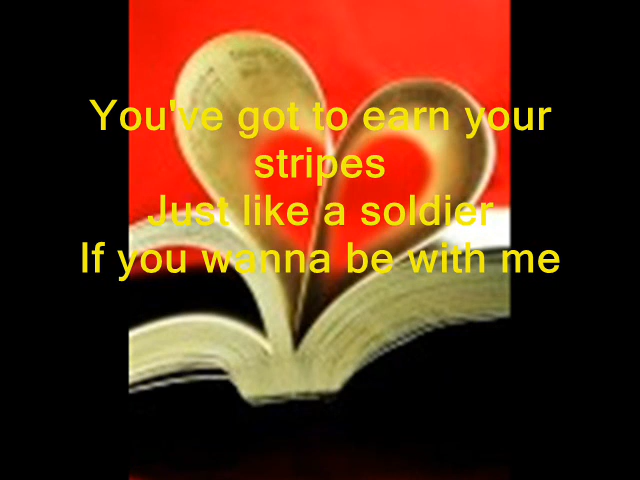 You've got to earn your
stripes
Just like a soldier
If you wanna be with me